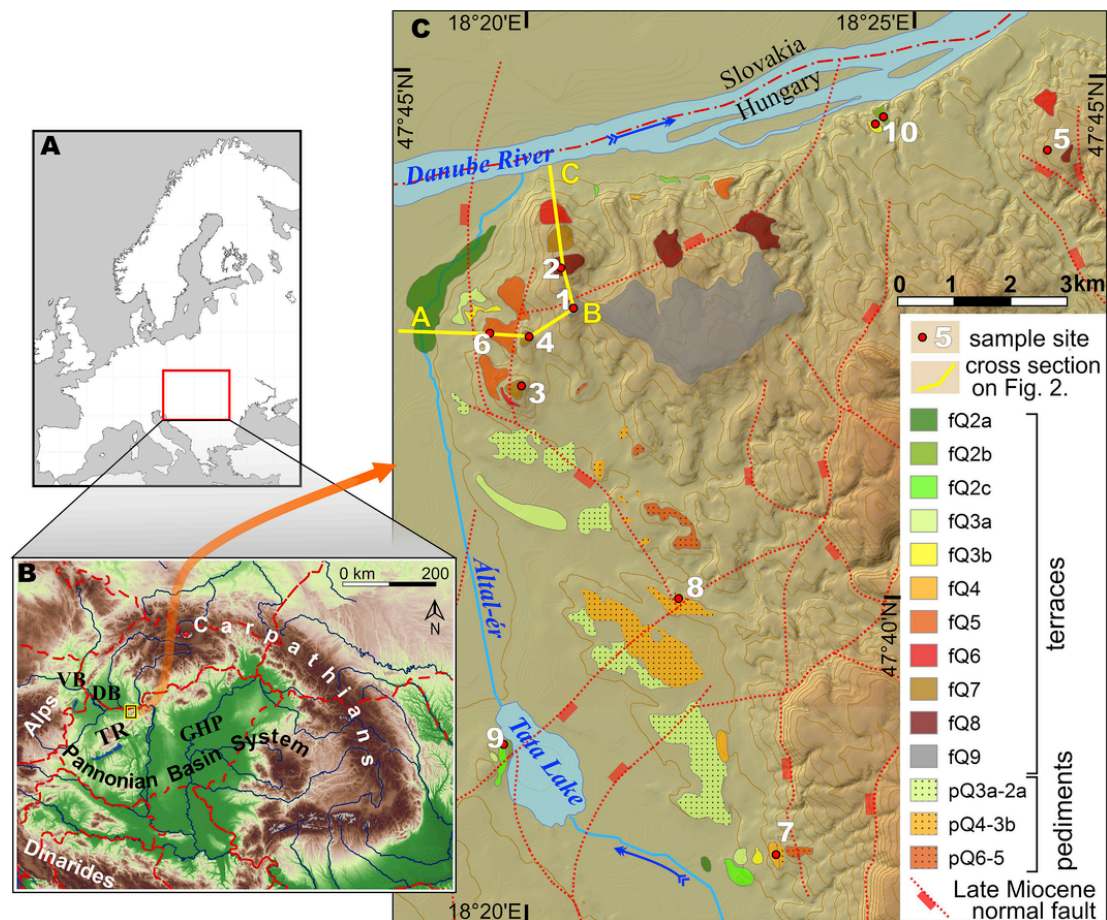 A
B
0 km 200
N
Carpathians
VB
DB
Alps
TR
GHP
Pannonian Basin System
Dinarides
C
18°20'E
18°25'E
47°45'N
47°45'N
Slovakia
Hungary
Danube River
C
10
5
2
1
B
A
6
4
3
0 1 2 3km
8
47°40'N
Által-ér
9
Tata Lake
7
18°20'E
5 sample site
cross section
on Fig. 2.
fQ2a
fQ2b
fQ2c
fQ3a
fQ3b
fQ4
fQ5
fQ6
fQ7
fQ8
fQ9
terraces
pQ3a-2a
pQ4-3b
pQ6-5
pediments
Late Miocene
normal fault